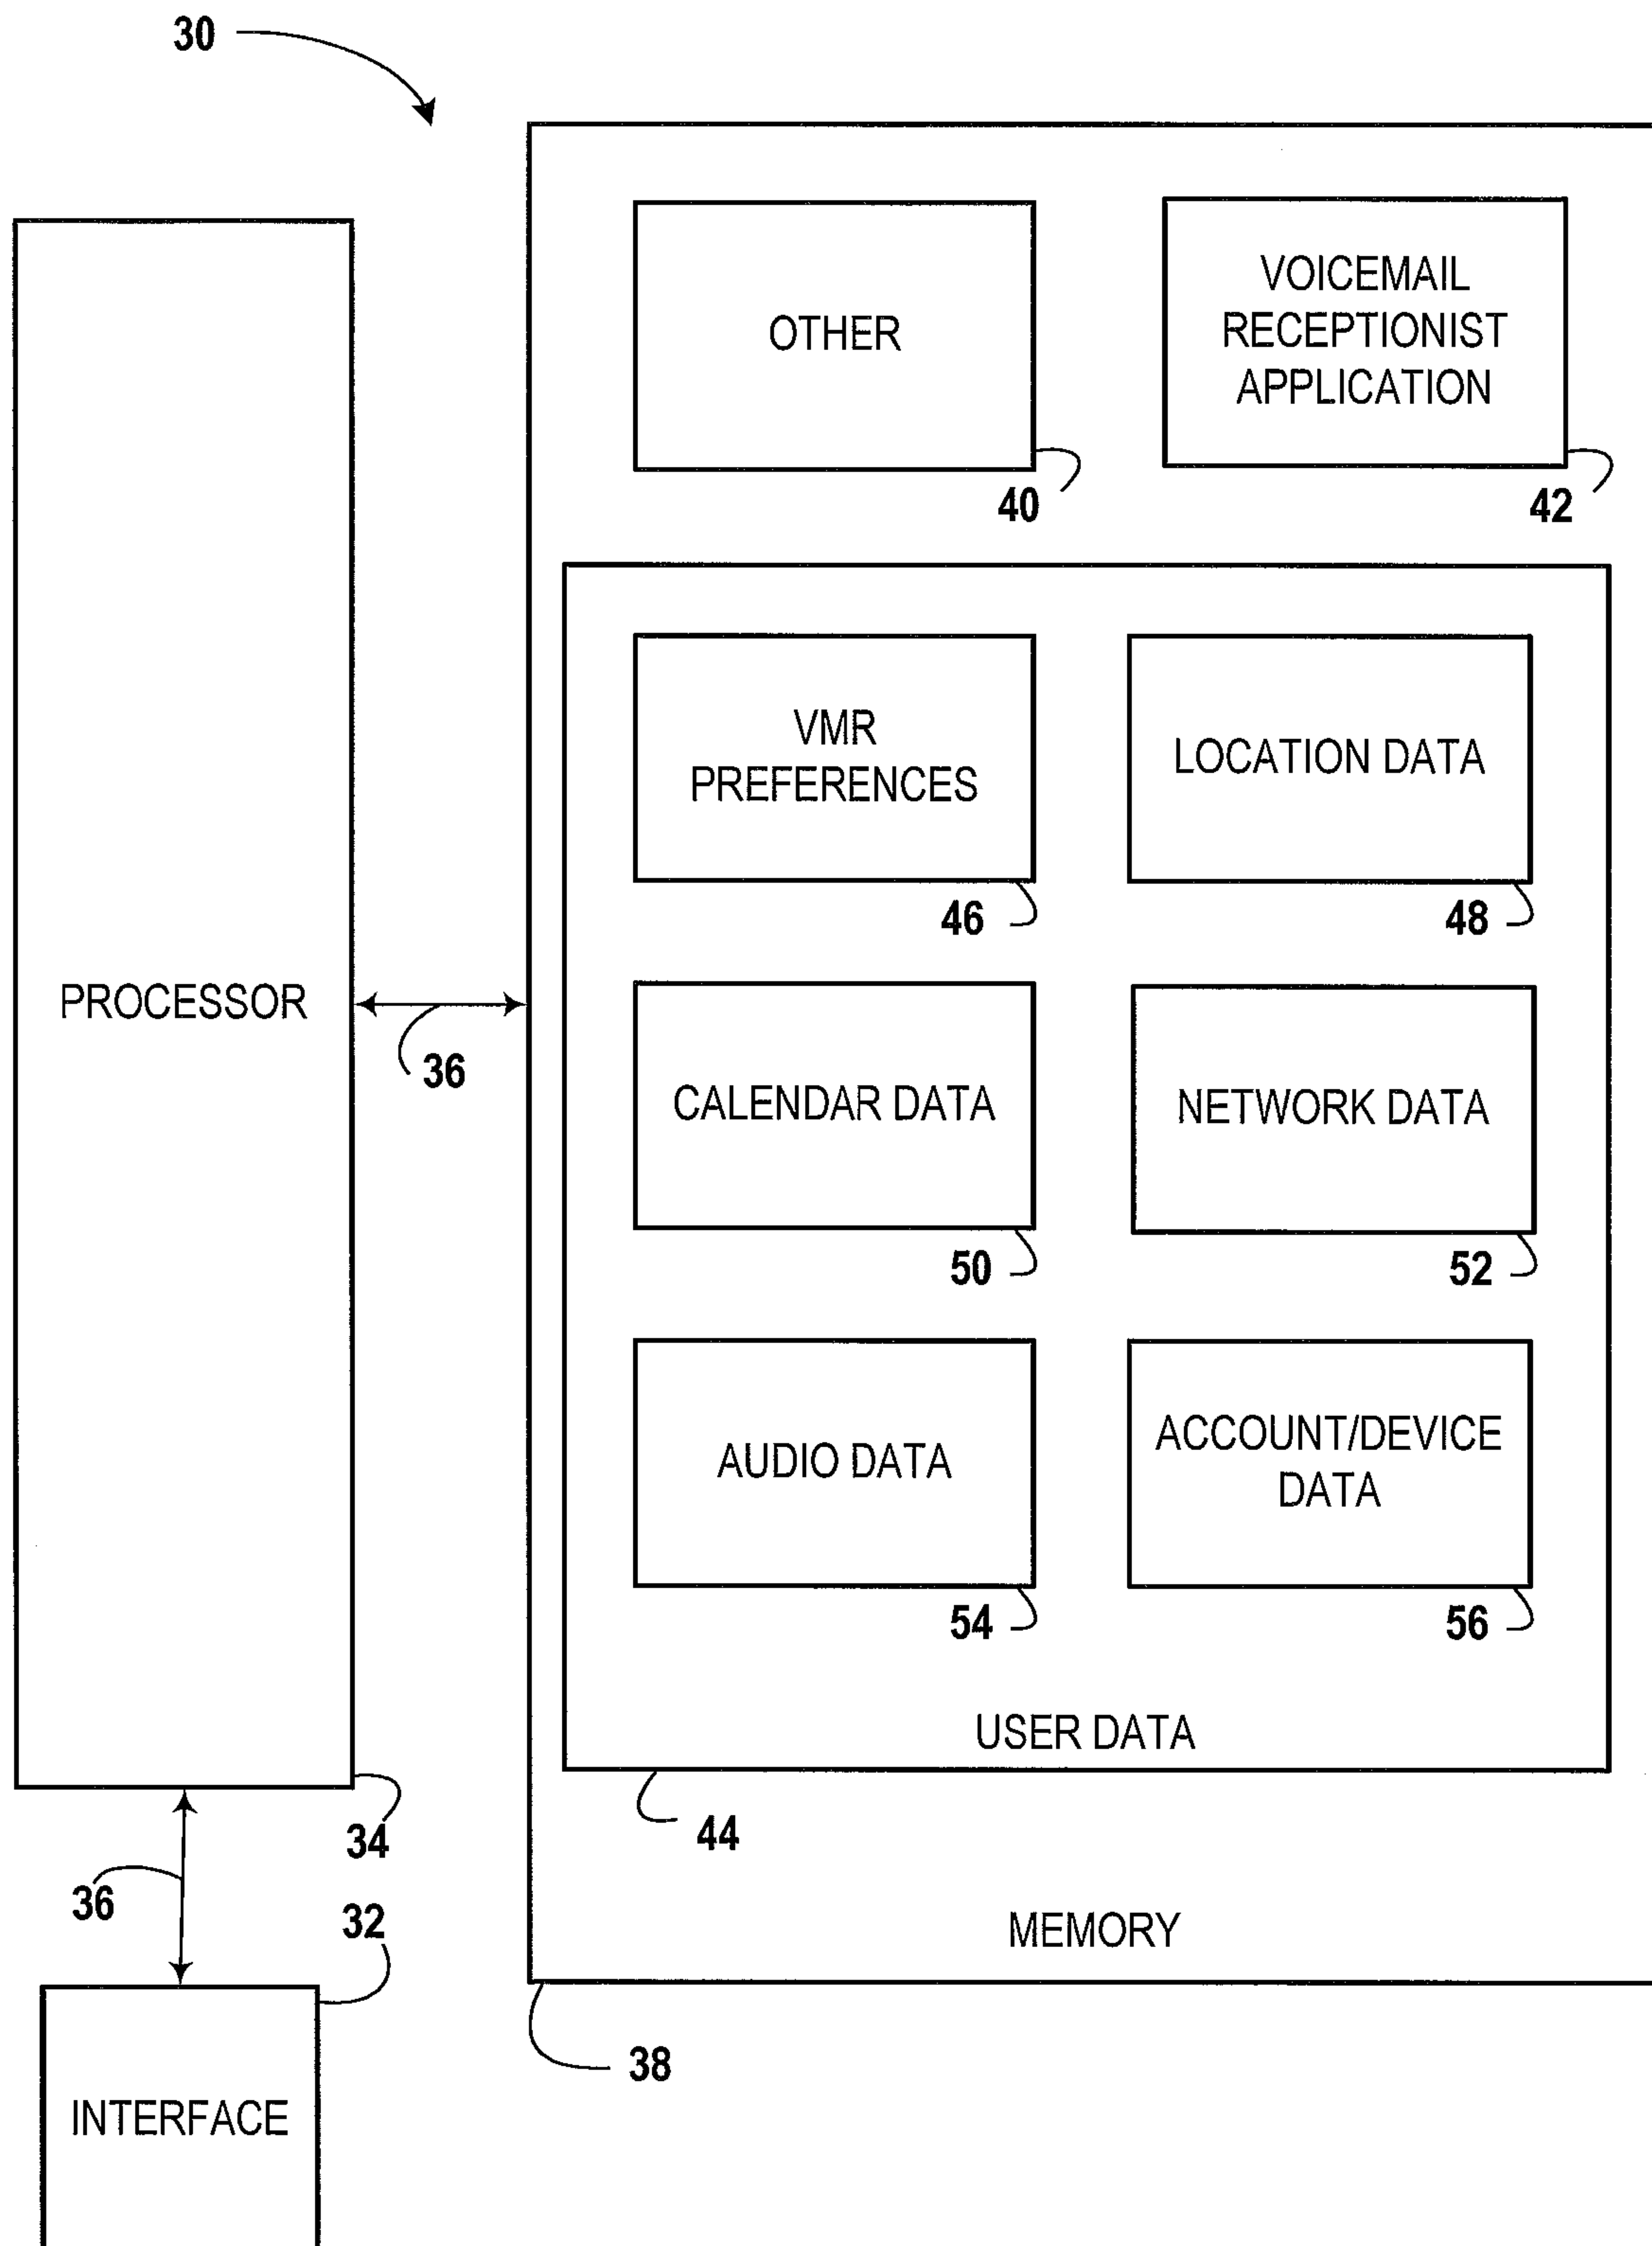 30
OTHER
40
VOICEMAIL
RECEPTIONIST
APPLICATION
42
VMR
PREFERENCES
46
LOCATION DATA
48
PROCESSOR
36
CALENDAR DATA
50
NETWORK DATA
52
AUDIO DATA
54
ACCOUNT/DEVICE
DATA
56
USER DATA
44
34
36
32
MEMORY
38
INTERFACE